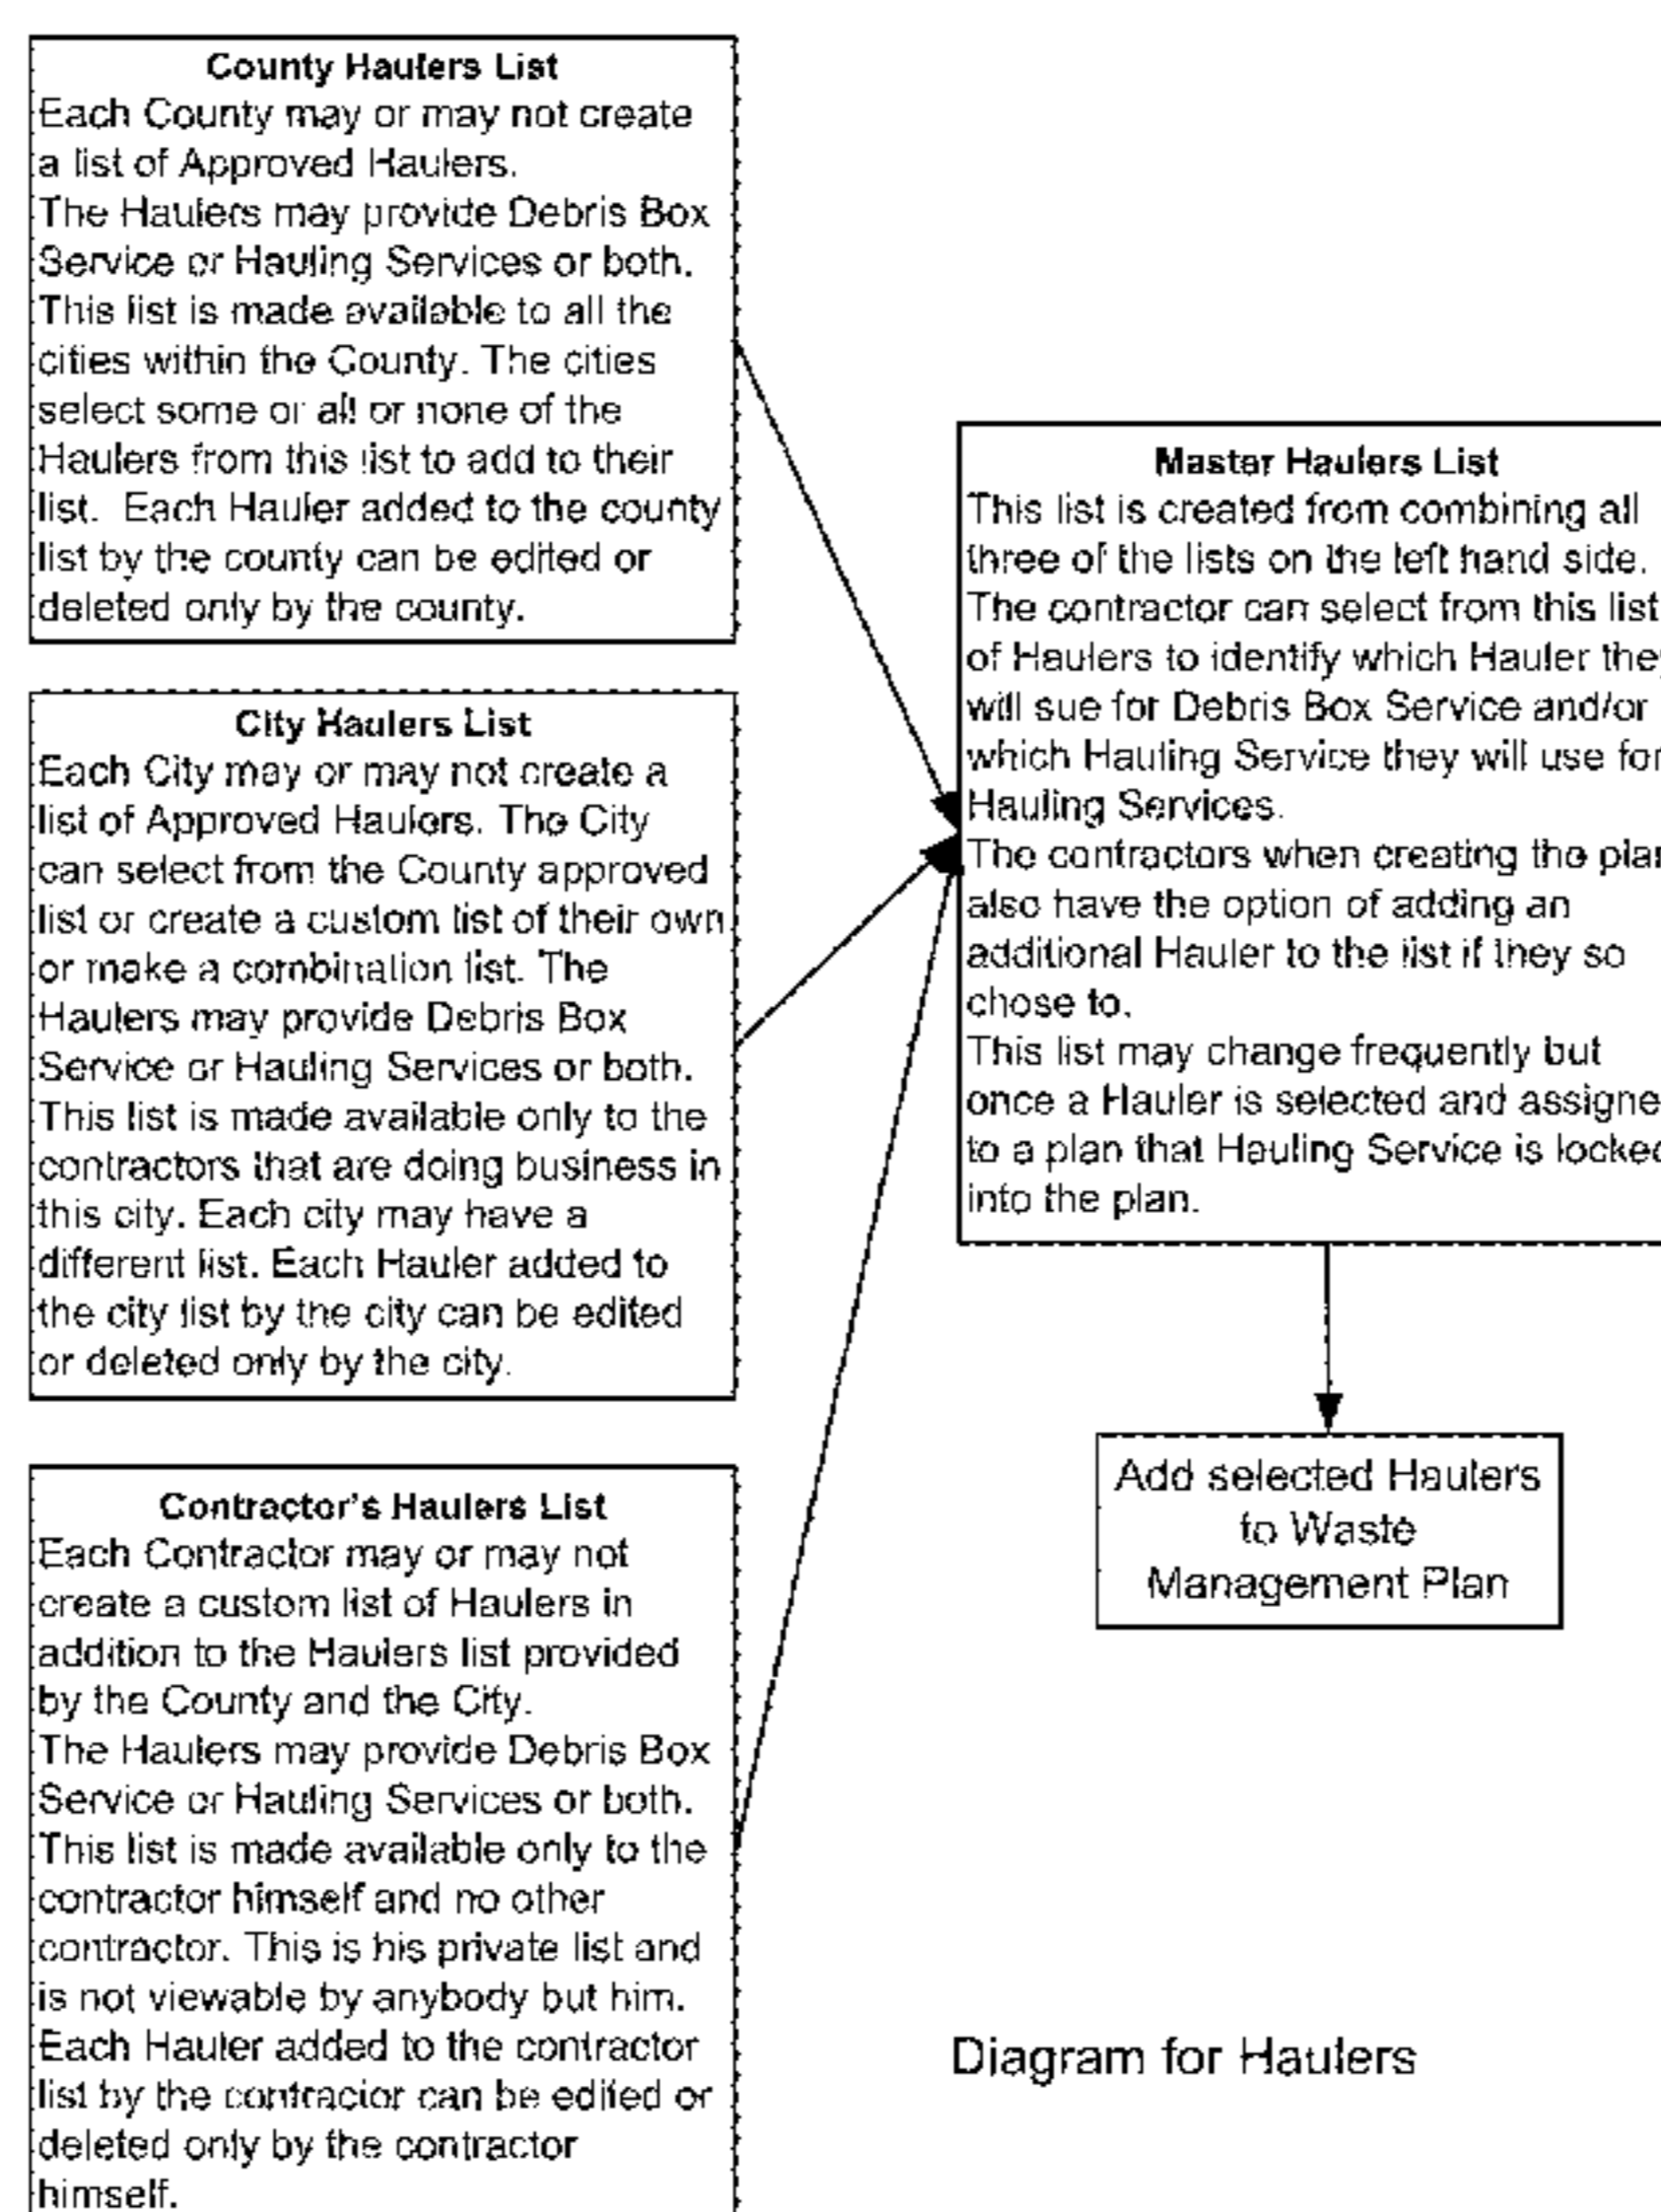 County Haulers List
Each County may or may not create
a list of Approved Haulers.
The Haulers may provide Debris Box
Service or Hauling Services or both.
This list is made available to all the
cities within the County. The cities
select some or all or none of the
Haulers from this list to add to their
list. Each Hauler added to the county
list by the county can be edited or
deleted only by the county.
City Haulers List
Each City may or may not create a
list of Approved Haulers. The City
can select from the County approved
list or create a custom list of their own
or make a combination list. The
Haulers may provide Debris Box
Service or Hauling Services or both.
This list is made available only to the
contractors that are doing business in
this city. Each city may have a
different list. Each Hauler added to
the city list by the city can be edited
or deleted only by the city.
Contractor's Haulers List
Each Contractor may or may not
create a custom list of Haulers in
addition to the Haulers list provided
by the County and the City.
The Haulers may provide Debris Box
Service or Hauling Services or both.
This list is made available only to the
contractor himself and no other
contractor. This is his private list and
is not viewable by anybody but him.
Each Hauler added to the contractor
list by the contractor can be edited or
deleted only by the contractor
himself.
Master Haulers List
This list is created from combining all
three of the lists on the left hand side.
The contractor can select from this list
of Haulers to identify which Hauler they
will sue for Debris Box Service and/or
which Hauling Service they will use for
Hauling Services.
The contractors when creating the plan
also have the option of adding an
additional Hauler to the list if they so
chose to.
This list may change frequently but
once a Hauler is selected and assigne
to a plan that Hauling Service is locked
into the plan.
Add selected Haulers
to Waste
Management Plan
Diagram for Haulers